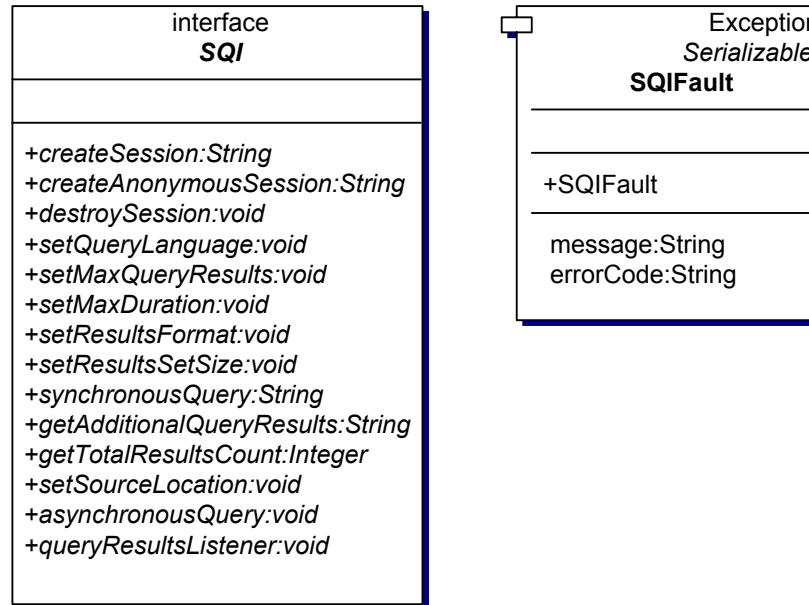 interface
SQI
+createSession:String
+createAnonymousSession:String
+destroySession:void
+setQueryLanguage:void
+setMaxQueryResults:void
+setMaxDuration:void
+setResultsFormat:void
+setResultsSetSize:void
+synchronousQuery:String
+getAdditionalQueryResults:String
+getTotalResultsCount:Integer
+setSourceLocation:void
+asynchronousQuery:void
+queryResultsListener:void
Exception
Serializable
SQIFault
+SQIFault
message:String
errorCode:String